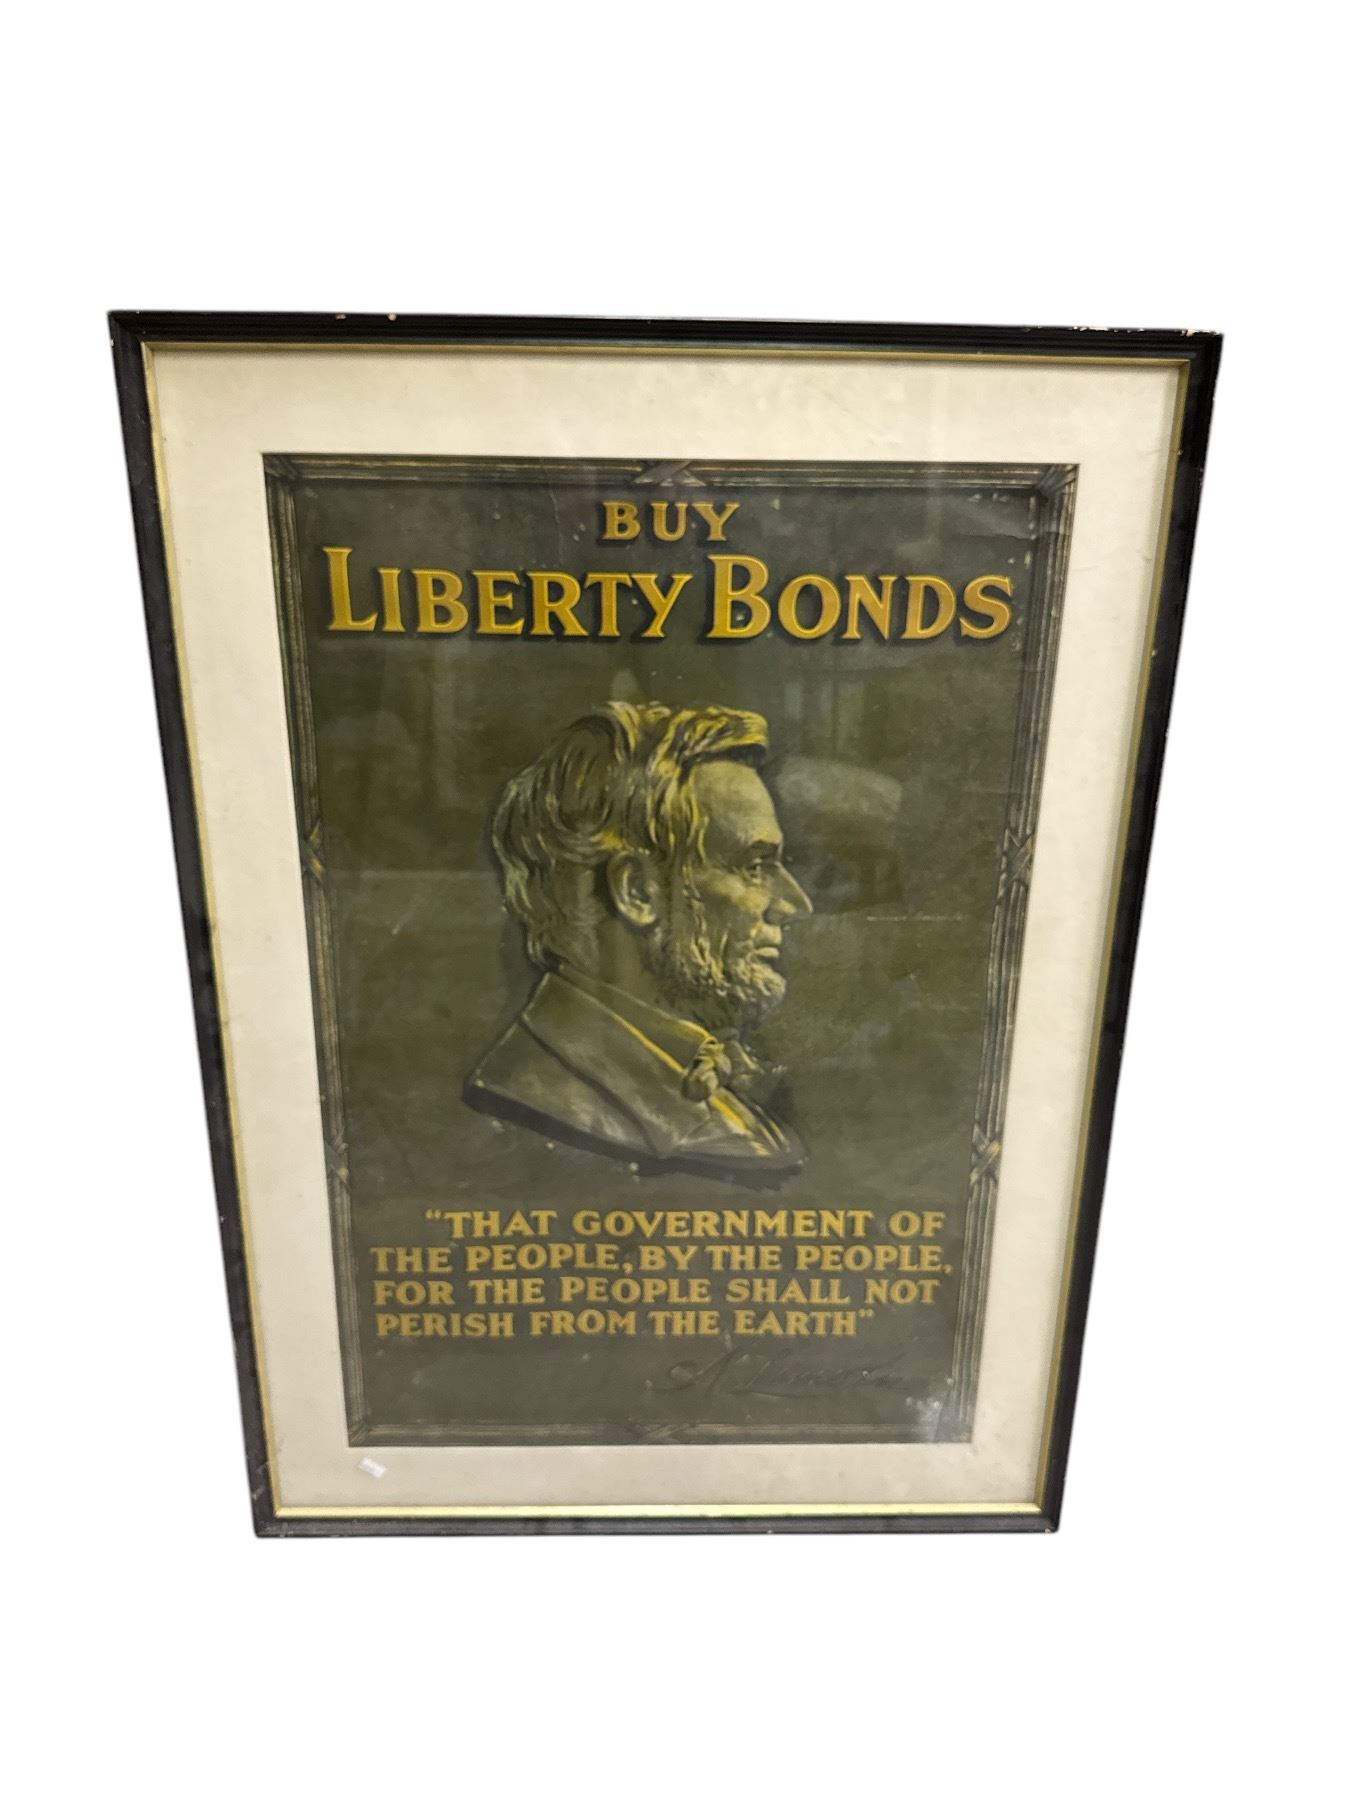 BUY
LIBERTY BONDS
"THAT GOVERNMENT OF
THE PEOPLE, BY THE PEOPLE,
FOR THE PEOPLE SHALL NOT
PERISH FROM THE EARTH"
A. Lincoln